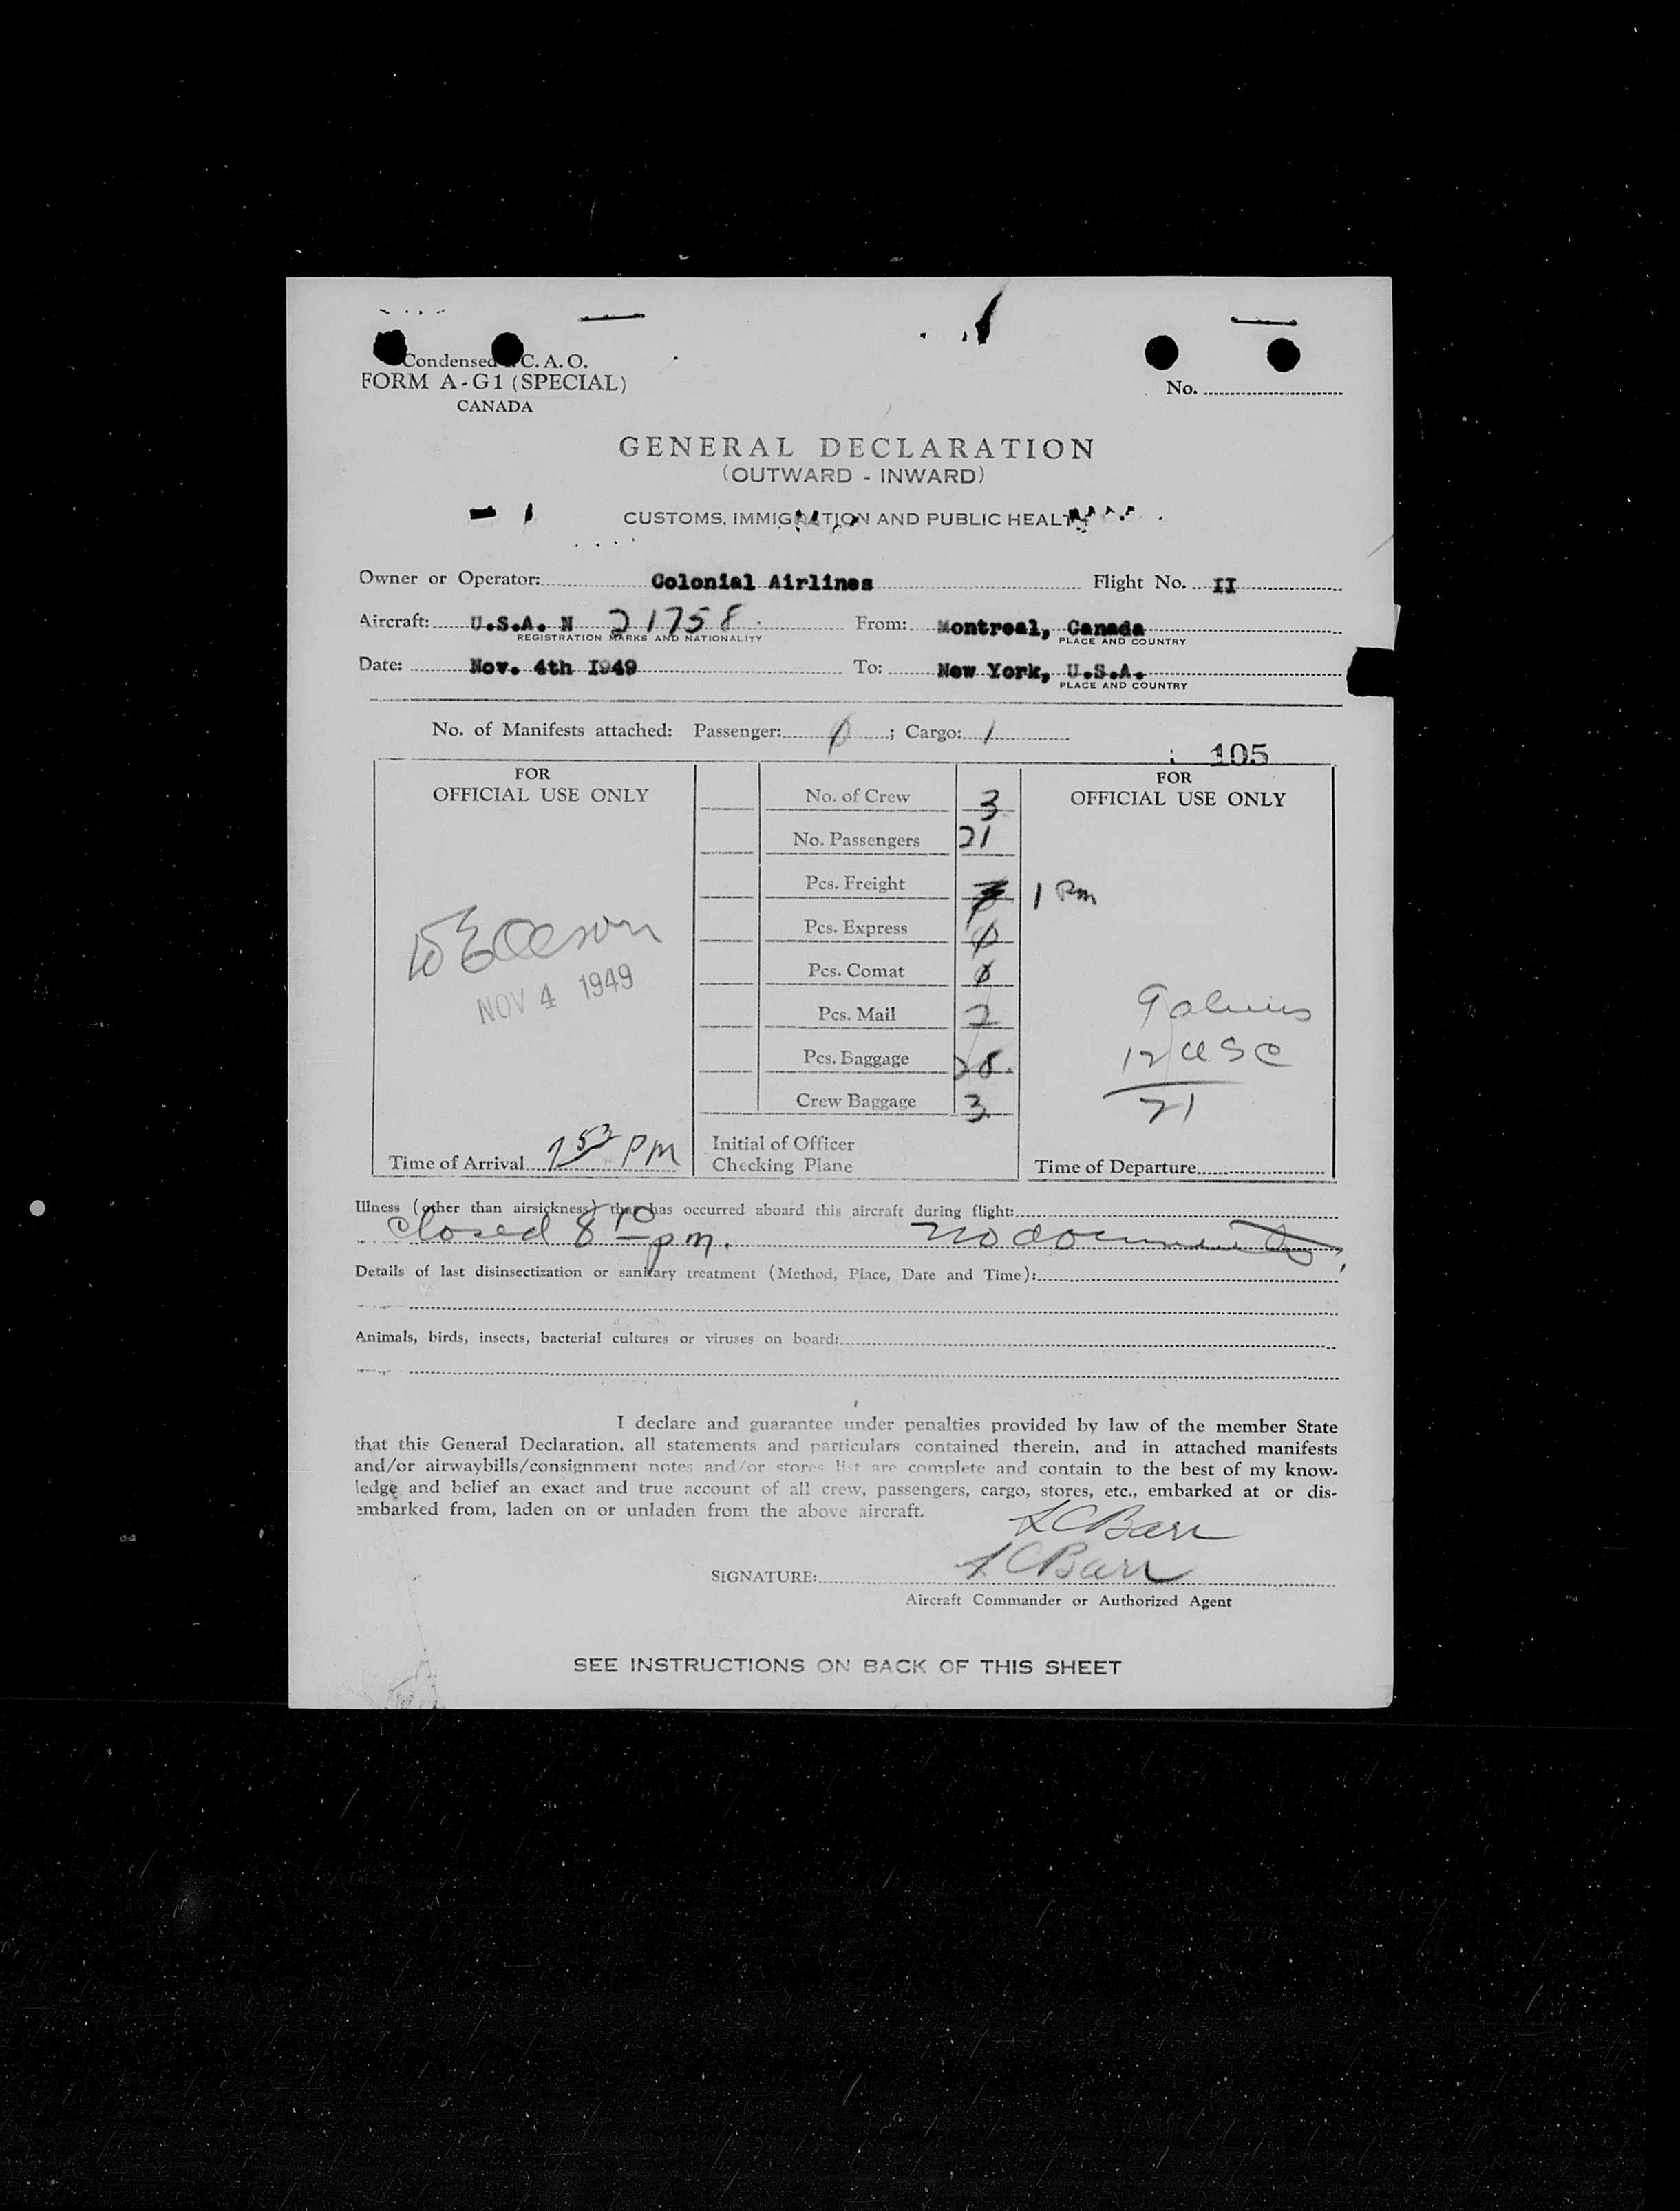 Condensed I.C.A.O.
FORM A-G1 (SPECIAL)
CANADA
No.
GENERAL DECLARATION
(OUTWARD - INWARD)
CUSTOMS, IMMIGRATION AND PUBLIC HEALTH
Owner or Operator: Colonial Airlines Flight No. II
Aircraft: U.S.A. N 21758 From: Montreal, Canada
REGISTRATION MARKS AND NATIONALITY PLACE AND COUNTRY
Date: Nov. 4th I949 To: New York, U.S.A.
PLACE AND COUNTRY
No. of Manifests attached: Passenger: 0 ; Cargo: 1
105
FOR
OFFICIAL USE ONLY
NOV 4 1949
Time of Arrival 7 53 PM
No. of Crew 3
No. Passengers 21
Pcs. Freight 1 Pm
Pcs. Express 0
Pcs. Comat 0
Pcs. Mail 2
Pcs. Baggage 28.
Crew Baggage 3
Initial of Officer
Checking Plane
FOR
OFFICIAL USE ONLY
9 aliens
12 USC
21
Time of Departure
Illness (other than airsickness) that has occurred aboard this aircraft during flight:
closed 8 10 pm. no documents,
Details of last disinsectization or sanitary treatment (Method, Place, Date and Time):
Animals, birds, insects, bacterial cultures or viruses on board:
I declare and guarantee under penalties provided by law of the member State
that this General Declaration, all statements and particulars contained therein, and in attached manifests
and/or airwaybills/consignment notes and/or stores list are complete and contain to the best of my know-
ledge and belief an exact and true account of all crew, passengers, cargo, stores, etc., embarked at or dis-
embarked from, laden on or unladen from the above aircraft.
LC Barr
SIGNATURE: LC Barr
Aircraft Commander or Authorized Agent
SEE INSTRUCTIONS ON BACK OF THIS SHEET